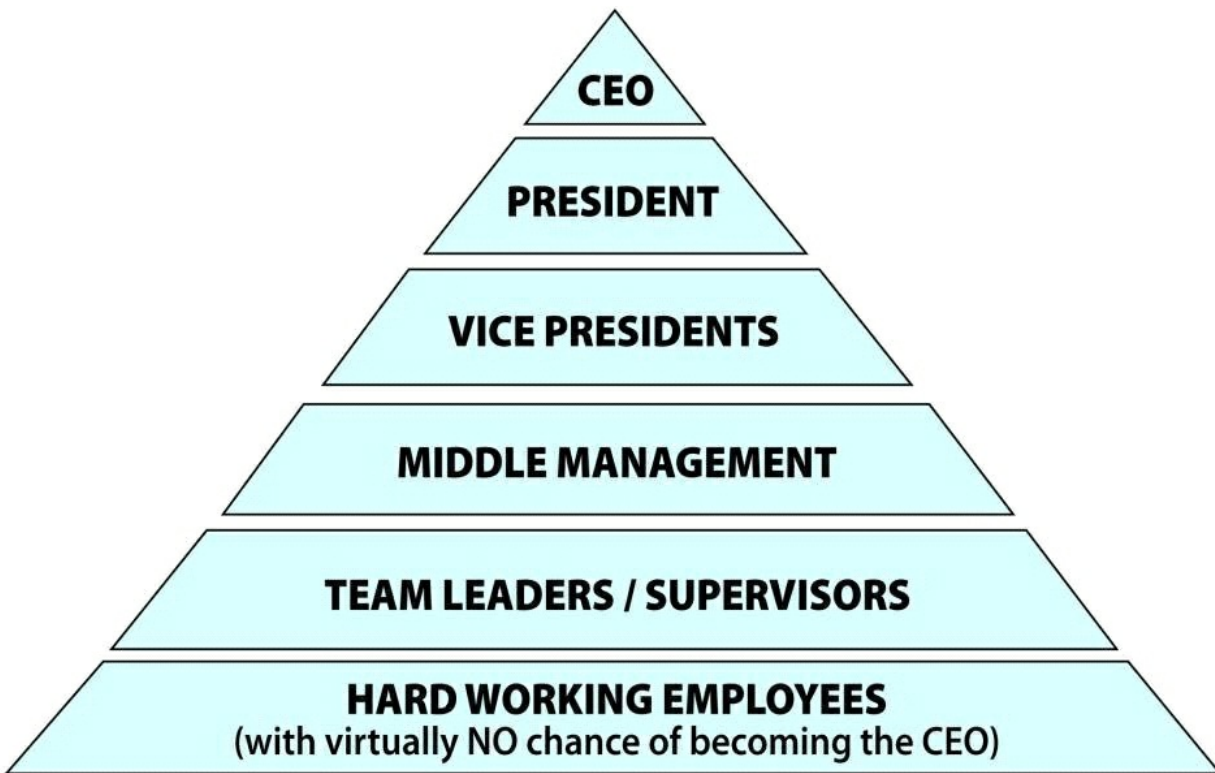 CEO
PRESIDENT
VICE PRESIDENTS
MIDDLE MANAGEMENT
TEAM LEADERS / SUPERVISORS
HARD WORKING EMPLOYEES
(with virtually NO chance of becoming the CEO)